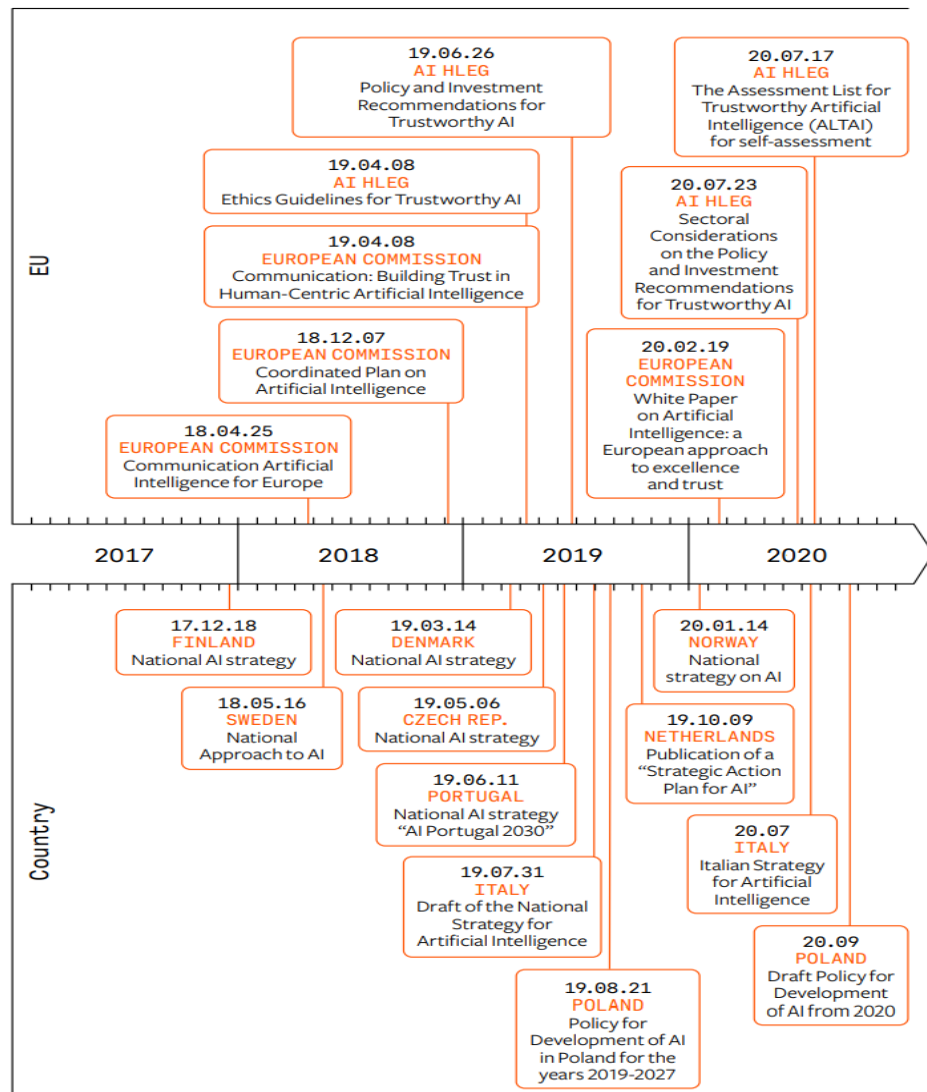 19.06.26
AI HLEG
Policy and Investment
Recommendations for
Trustworthy AI
20.07.17
AI HLEG
The Assessment List for
Trustworthy Artificial
Intelligence (ALTAI)
for self-assessment
19.04.08
AI HLEG
Ethics Guidelines for Trustworthy AI
20.07.23
AI HLEG
Sectoral
Considerations
on the Policy
and Investment
Recommendations
for Trustworthy AI
19.04.08
EUROPEAN COMMISSION
Communication: Building Trust in
Human-Centric Artificial Intelligence
18.12.07
EUROPEAN COMMISSION
Coordinated Plan on
Artificial Intelligence
20.02.19
EUROPEAN
COMMISSION
White Paper
on Artificial
Intelligence: a
European approach
to excellence
and trust
18.04.25
EUROPEAN COMMISSION
Communication Artificial
Intelligence for Europe
EU
2017
2018
2019
2020
Country
17.12.18
FINLAND
National AI strategy
19.03.14
DENMARK
National AI strategy
20.01.14
NORWAY
National
strategy on AI
18.05.16
SWEDEN
National
Approach to AI
19.05.06
CZECH REP.
National AI strategy
19.10.09
NETHERLANDS
Publication of a
“Strategic Action
Plan for AI”
19.06.11
PORTUGAL
National AI strategy
“AI Portugal 2030”
20.07
ITALY
Italian Strategy
for Artificial
Intelligence
19.07.31
ITALY
Draft of the National
Strategy for
Artificial Intelligence
20.09
POLAND
Draft Policy for
Development
of AI from 2020
19.08.21
POLAND
Policy for
Development of AI
in Poland for the
years 2019-2027